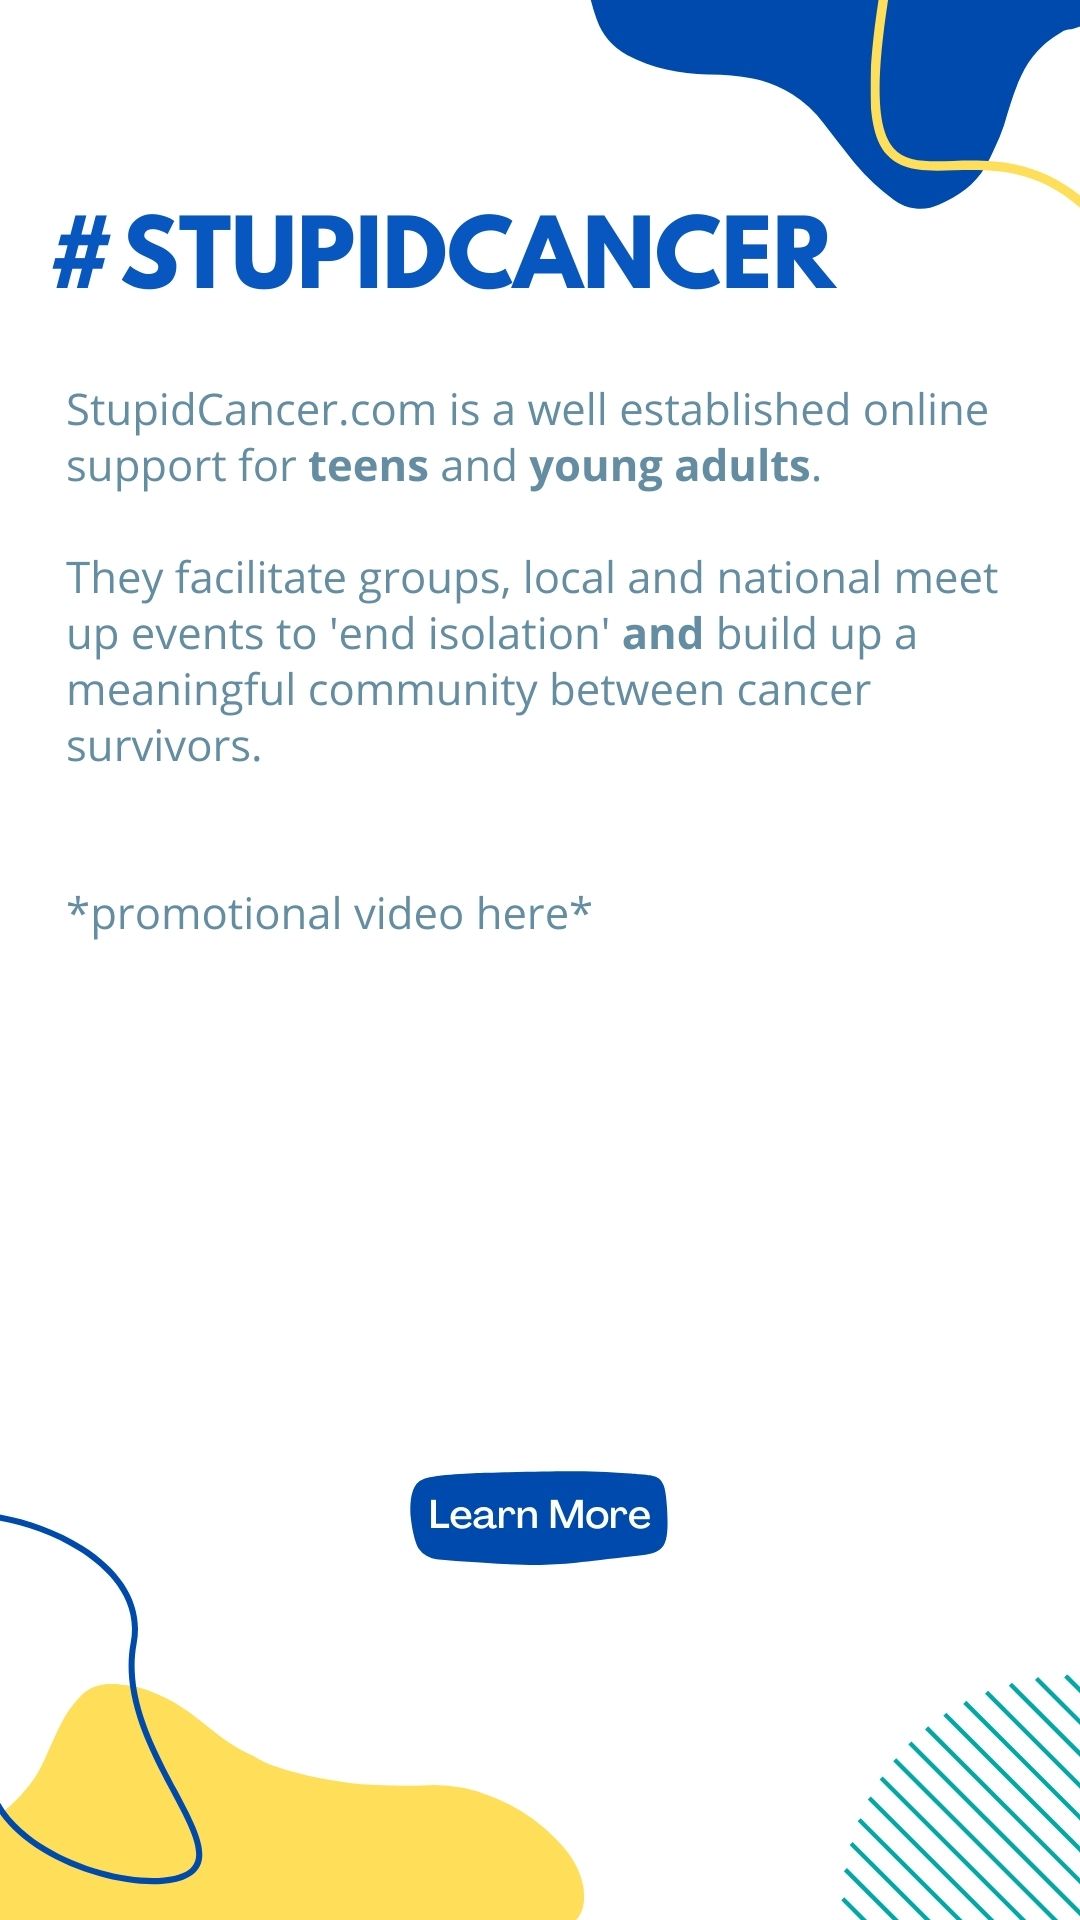 #STUPIDCANCER
StupidCancer.com is a well established online
support for teens and young adults.
They facilitate groups, local and national meet
up events to 'end isolation' and build up a
meaningful community between cancer
survivors.
*promotional video here*
Learn More